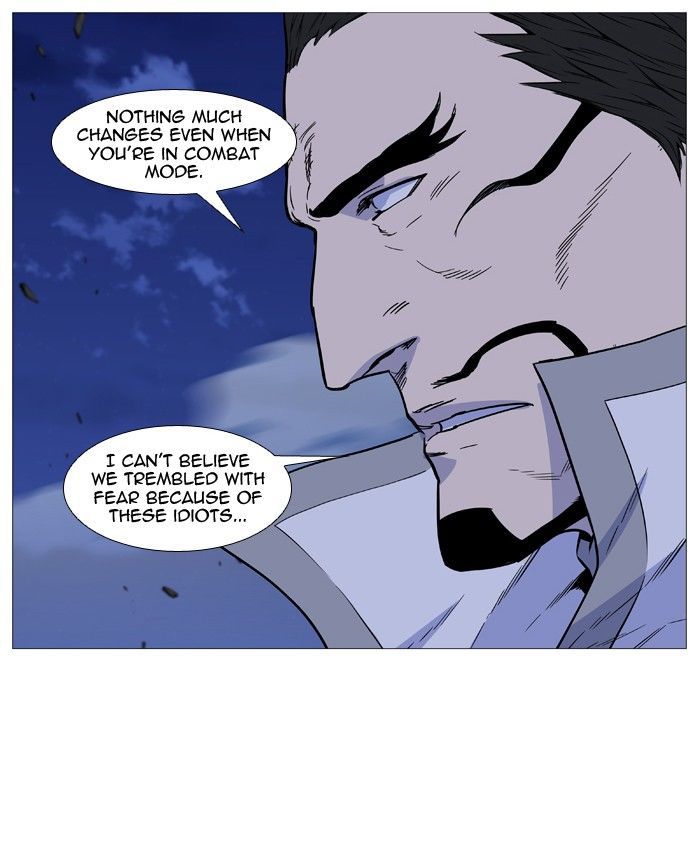 NOTHING MUCH
CHANGES EVEN WHEN
YOU'RE IN COMBAT
MODE.
I CAN'T BELIEVE
WE TREMBLED WITH
FEAR BECAUSE OF
THESE IDIOTS...